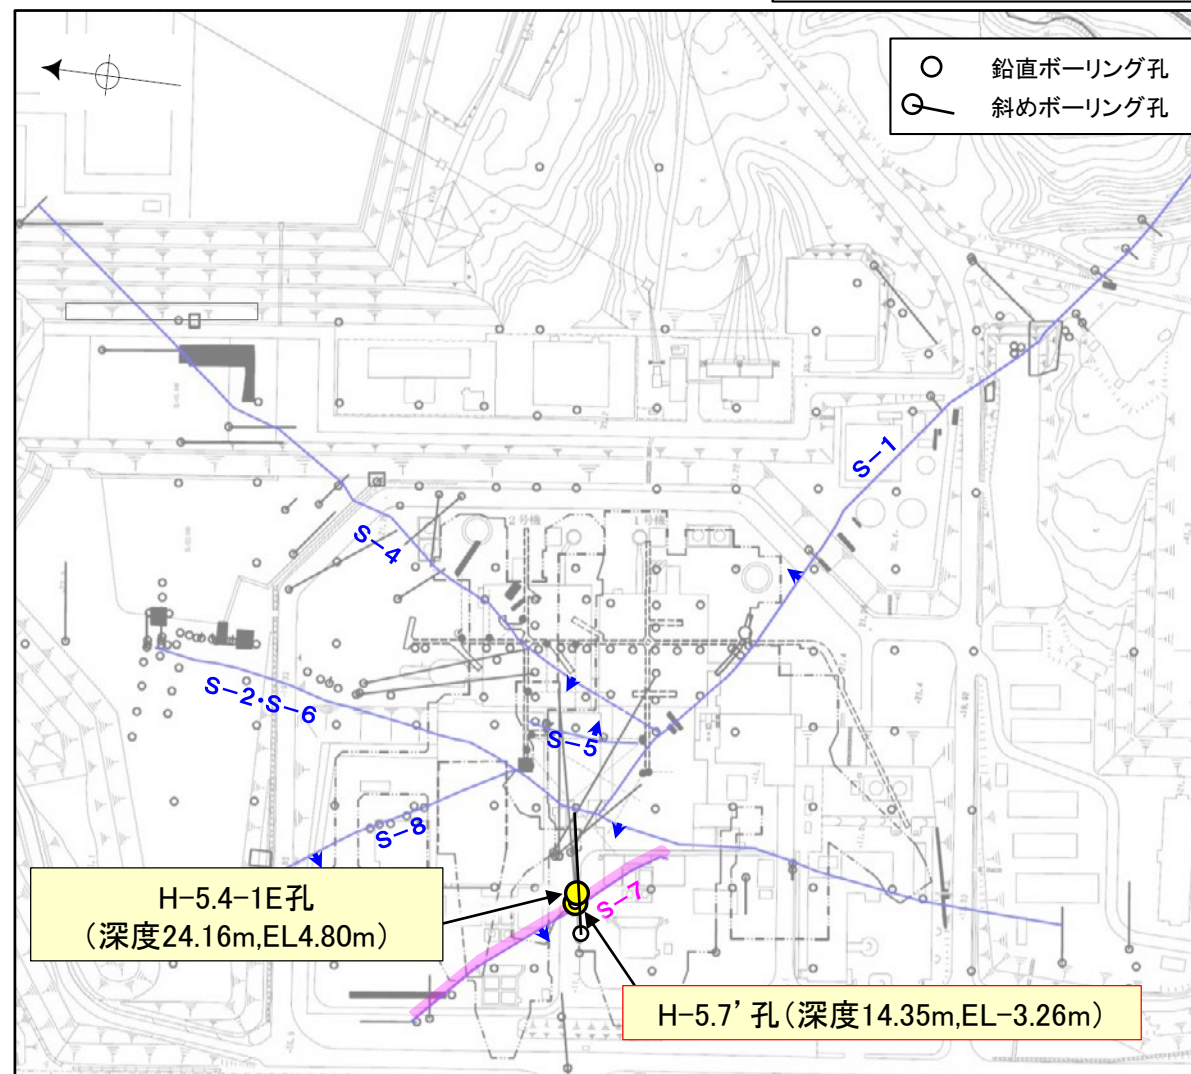 鉛直ボーリング孔
斜めボーリング孔
S-1
S-4
2号機
1号機
S-2・S-6
S-5
S-8
S-7
H-5.4-1E孔
（深度24.16m,EL4.80m）
H-5.7’孔（深度14.35m,EL-3.26m）